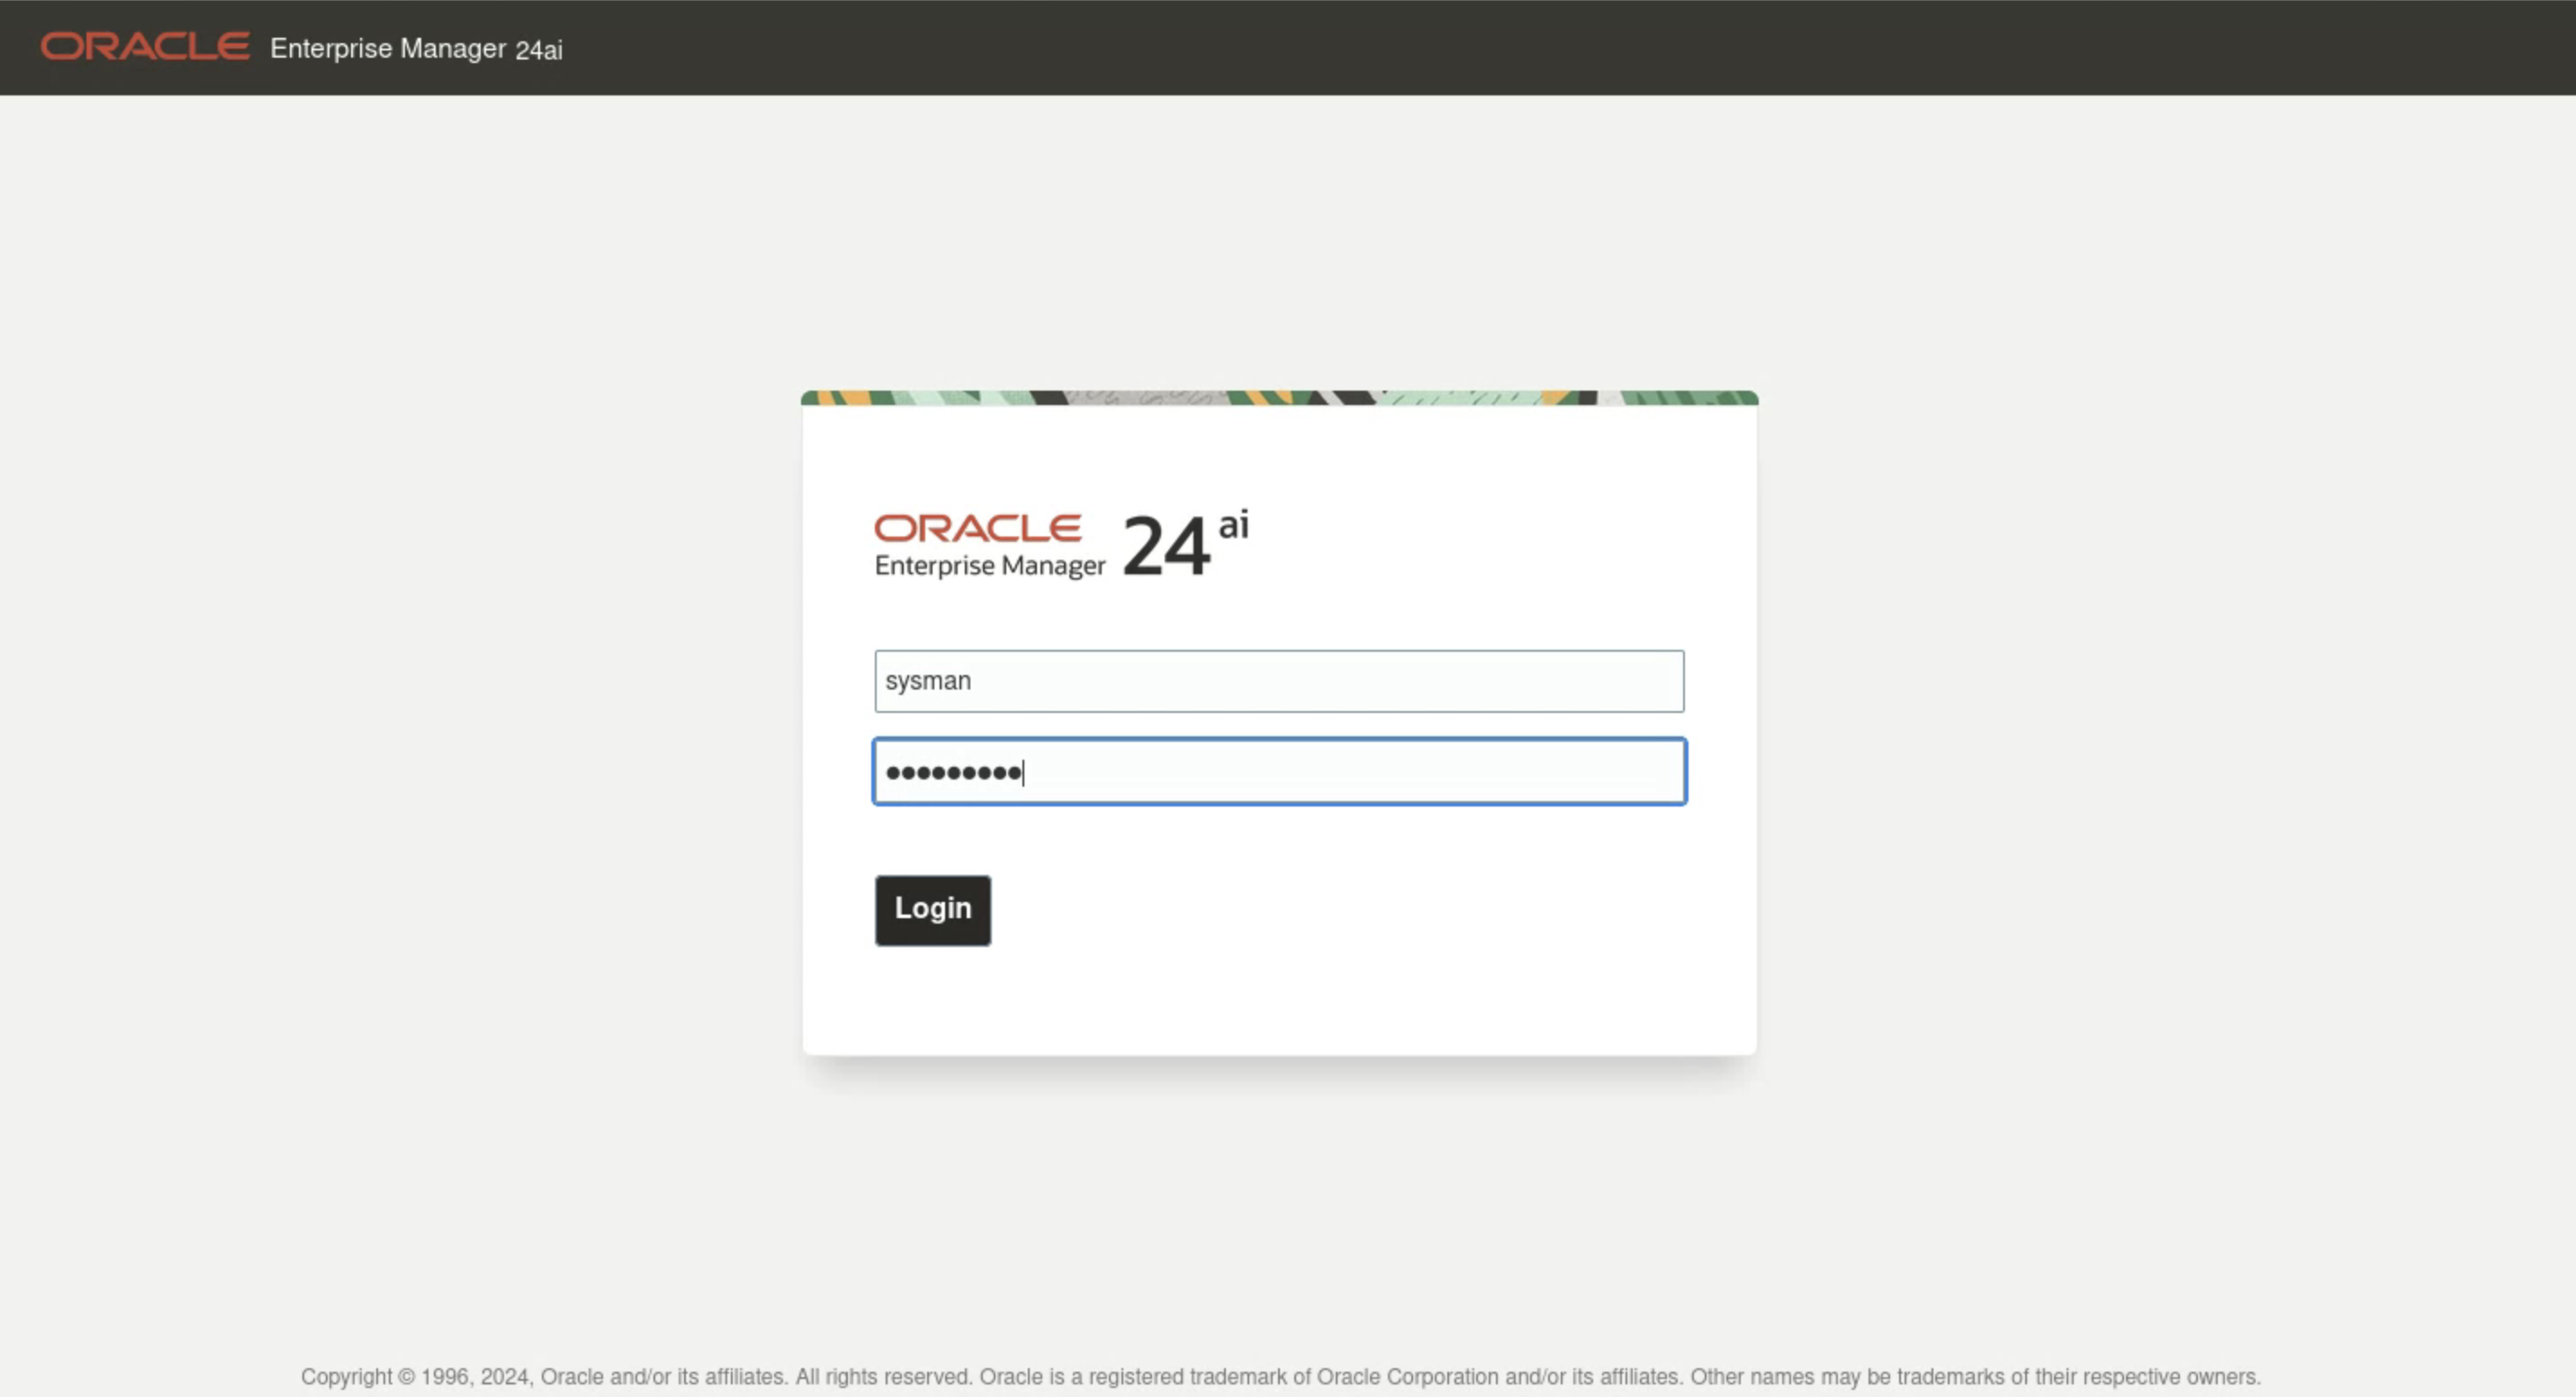 ORACLE Enterprise Manager 24ai
ORACLE
Enterprise Manager 24 ai
sysman
●●●●●●●●●
Login
Copyright © 1996, 2024, Oracle and/or its affiliates. All rights reserved. Oracle is a registered trademark of Oracle Corporation and/or its affiliates. Other names may be trademarks of their respective owners.